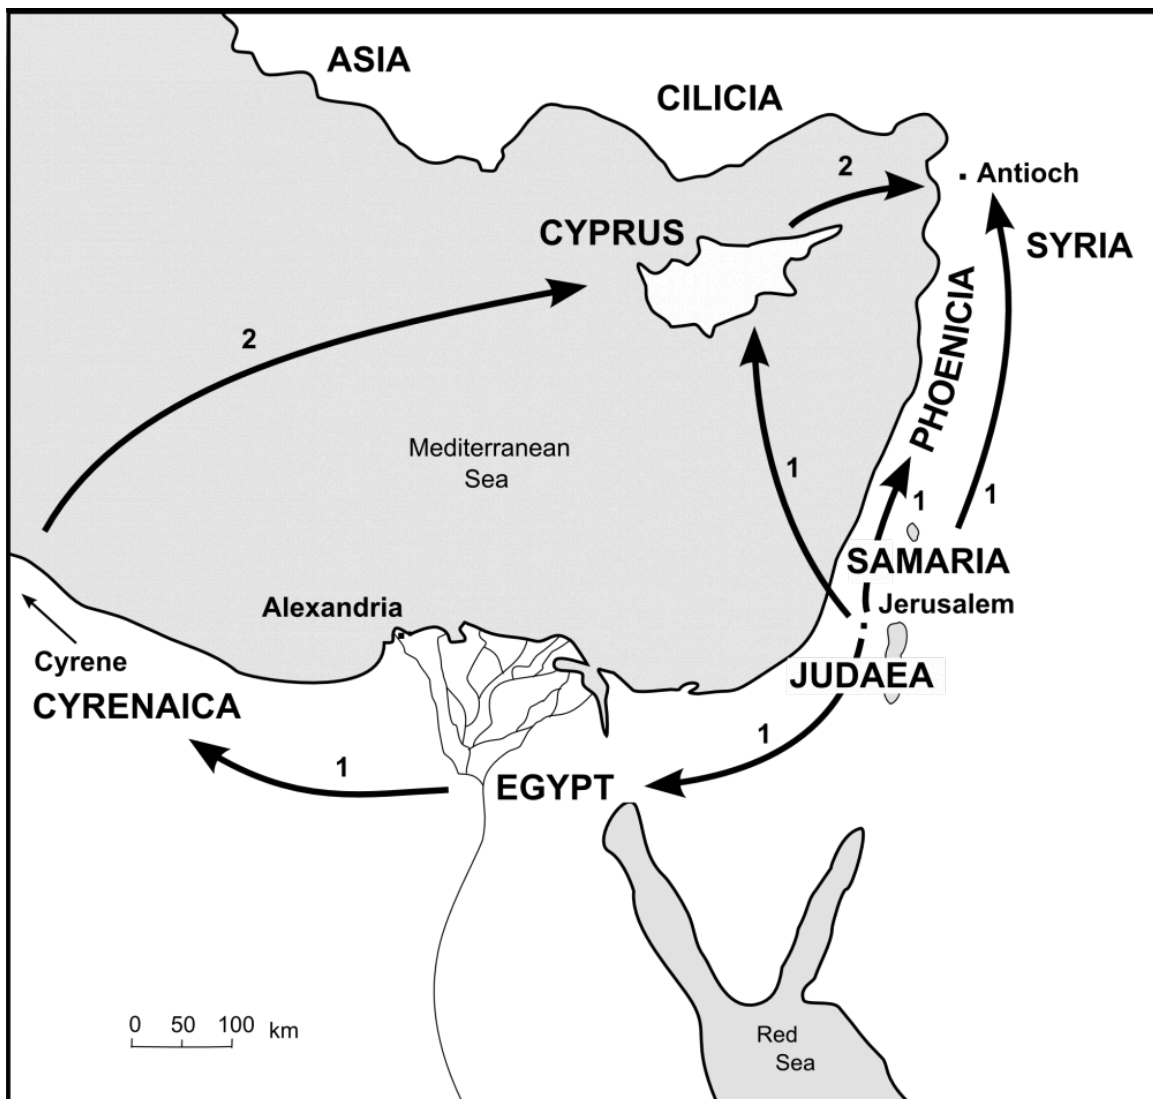 ASIA
CILICIA
2
Antioch
CYPRUS
SYRIA
2
PHOENICIA
Mediterranean
Sea
1
1
1
SAMARIA
Alexandria
Jerusalem
Cyrene
JUDAEA
CYRENAICA
1
1
EGYPT
0 50 100 km
Red
Sea